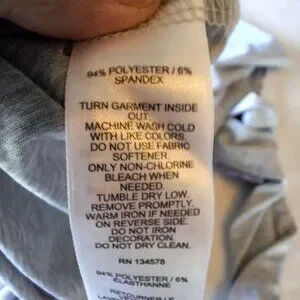 94% POLYESTER / 6%
SPANDEX
TURN GARMENT INSIDE
OUT.
MACHINE WASH COLD
WITH LIKE COLORS.
DO NOT USE FABRIC
SOFTENER.
ONLY NON-CHLORINE
BLEACH WHEN
NEEDED.
TUMBLE DRY LOW.
REMOVE PROMPTLY.
WARM IRON IF NEEDED
ON REVERSE SIDE.
DO NOT IRON
DECORATION.
DO NOT DRY CLEAN.
RN 134578
94% POLYESTER / 6%
ELASTHANNE